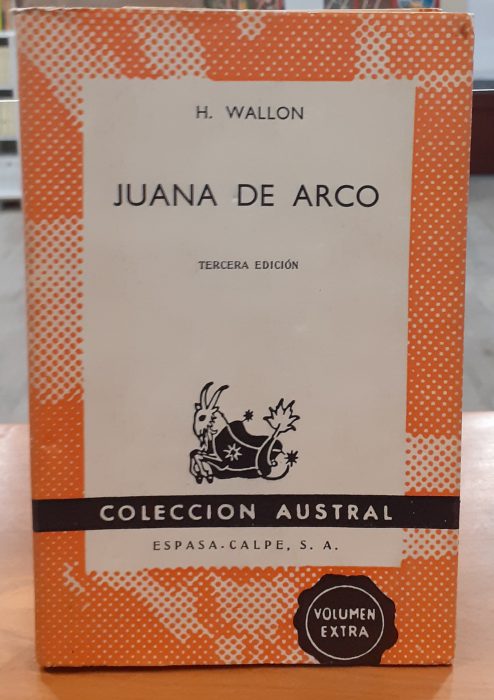 H. WALLON
JUANA DE ARCO
TERCERA EDICIÓN
COLECCION AUSTRAL
ESPASA-CALPE, S. A.
VOLUMEN
EXTRA